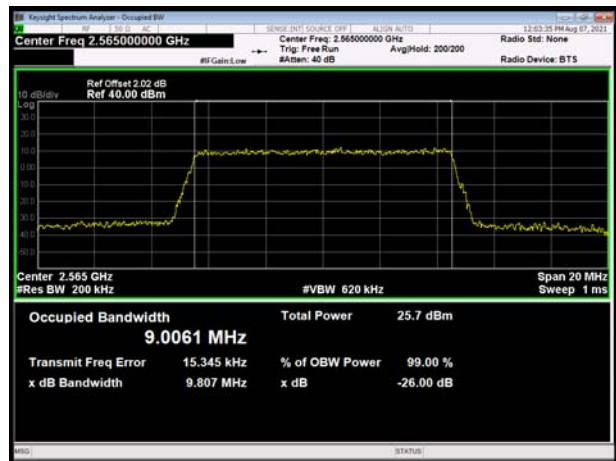 Keysight Spectrum Analyzer - Occupied BW
RF 50 Ω AC SENSE:INT SOURCE OFF ALIGN AUTO 12:03:35 PM Aug 07, 2021
Center Freq 2.565000000 GHz Center Freq: 2.565000000 GHz Radio Std: None
Trig: Free Run Avg|Hold: 200/200
#IFGain:Low #Atten: 40 dB Radio Device: BTS
Ref Offset 2.02 dB
10 dB/div Ref 40.00 dBm
Log
30.0
20.0
10.0
0.00
-10.0
-20.0
-30.0
-40.0
-50.0
Center 2.565 GHz Span 20 MHz
#Res BW 200 kHz #VBW 620 kHz Sweep 1 ms
Occupied Bandwidth Total Power 25.7 dBm
9.0061 MHz
Transmit Freq Error 15.345 kHz % of OBW Power 99.00 %
x dB Bandwidth 9.807 MHz x dB -26.00 dB
MSG STATUS